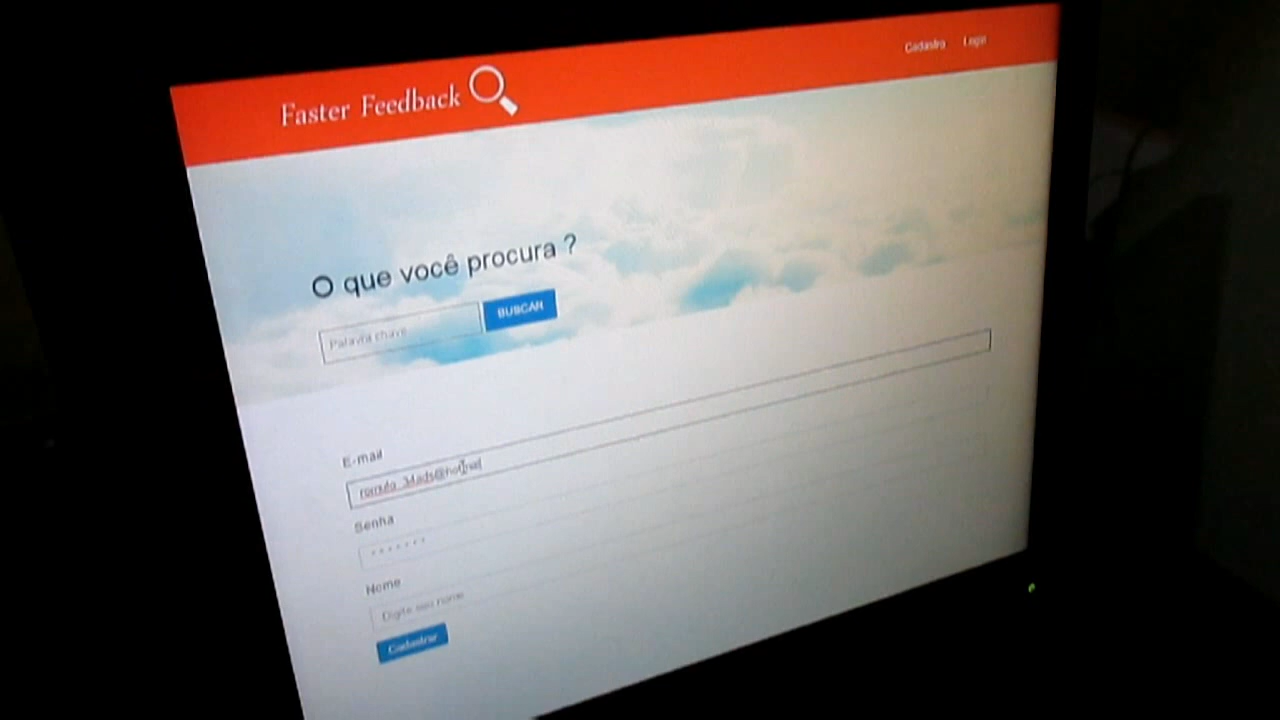 Faster Feedback
Cadastro Login
O que você procura ?
Palavra chave
BUSCAR
E-mail
Senha
*******
Nome
Digite seu nome
Cadastrar